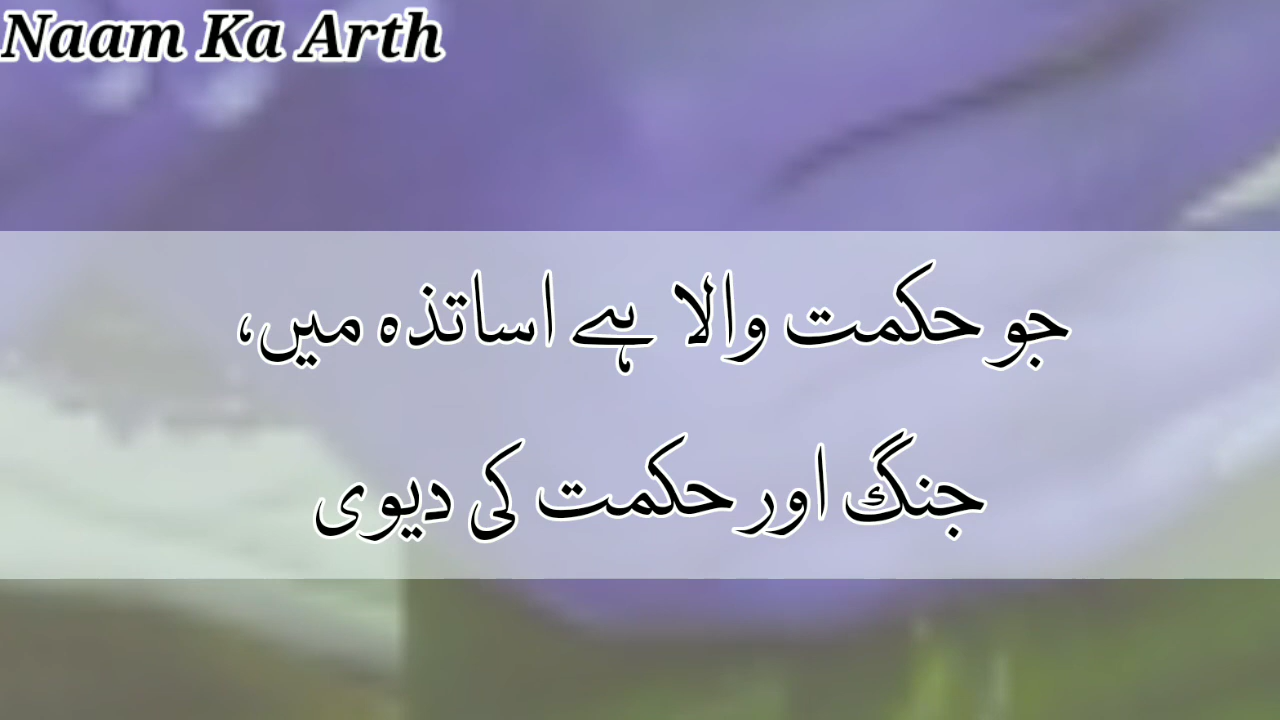 Naam Ka Arth
جو حکمت والا ہے اساتذہ میں،
جنگ اور حکمت کی دیوی